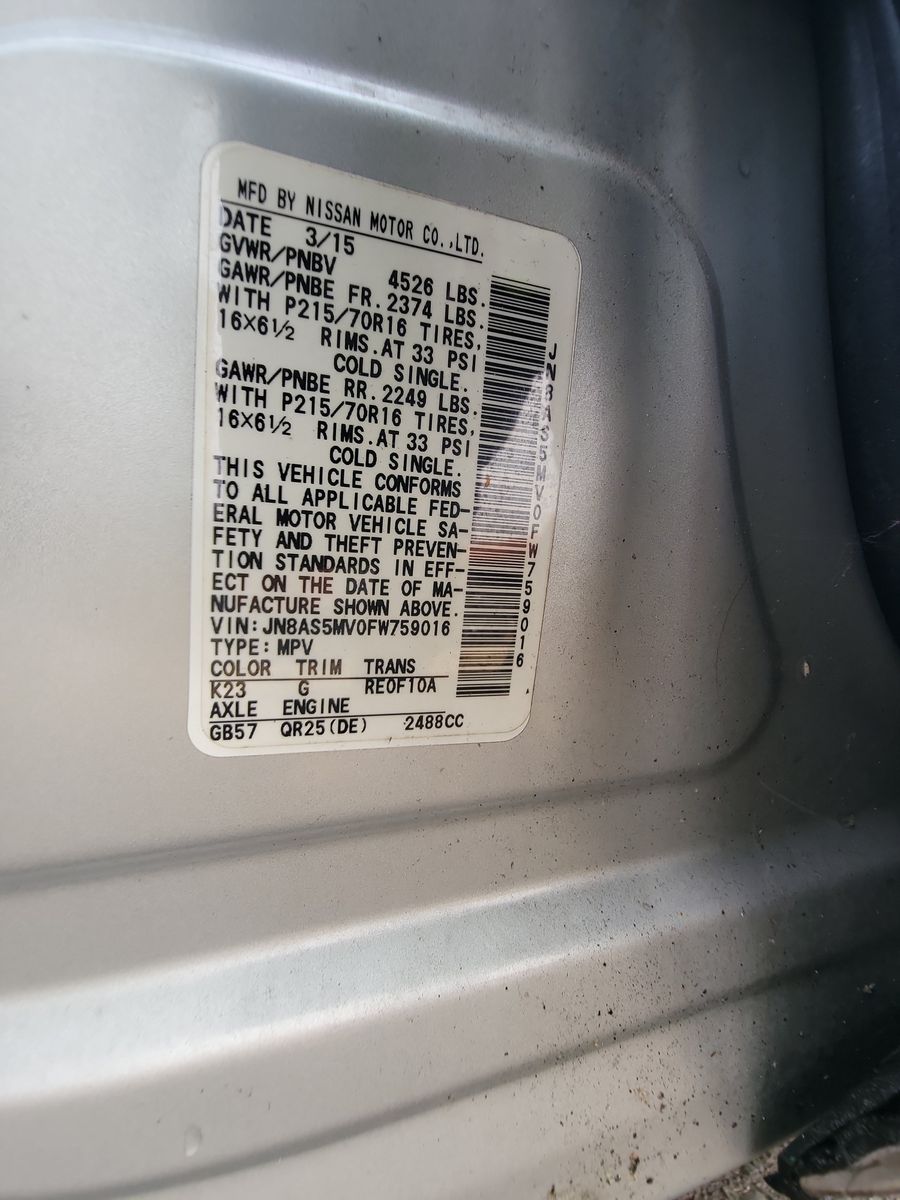 MFD BY NISSAN MOTOR CO.,LTD.
DATE 3/15
GVWR/PNBV 4526 LBS.
GAWR/PNBE FR. 2374 LBS.
WITH P215/70R16 TIRES,
16×6½ RIMS. AT 33 PSI
COLD SINGLE.
GAWR/PNBE RR. 2249 LBS.
WITH P215/70R16 TIRES,
16×6½ RIMS. AT 33 PSI
COLD SINGLE.
THIS VEHICLE CONFORMS
TO ALL APPLICABLE FED-
ERAL MOTOR VEHICLE SA-
FETY AND THEFT PREVEN-
TION STANDARDS IN EFF-
ECT ON THE DATE OF MA-
NUFACTURE SHOWN ABOVE.
VIN: JN8AS5MV0FW759016
TYPE: MPV
COLOR TRIM TRANS
K23 G RE0F10A
AXLE ENGINE
GB57 QR25(DE) 2488CC
JN8AS5MV0FW759016